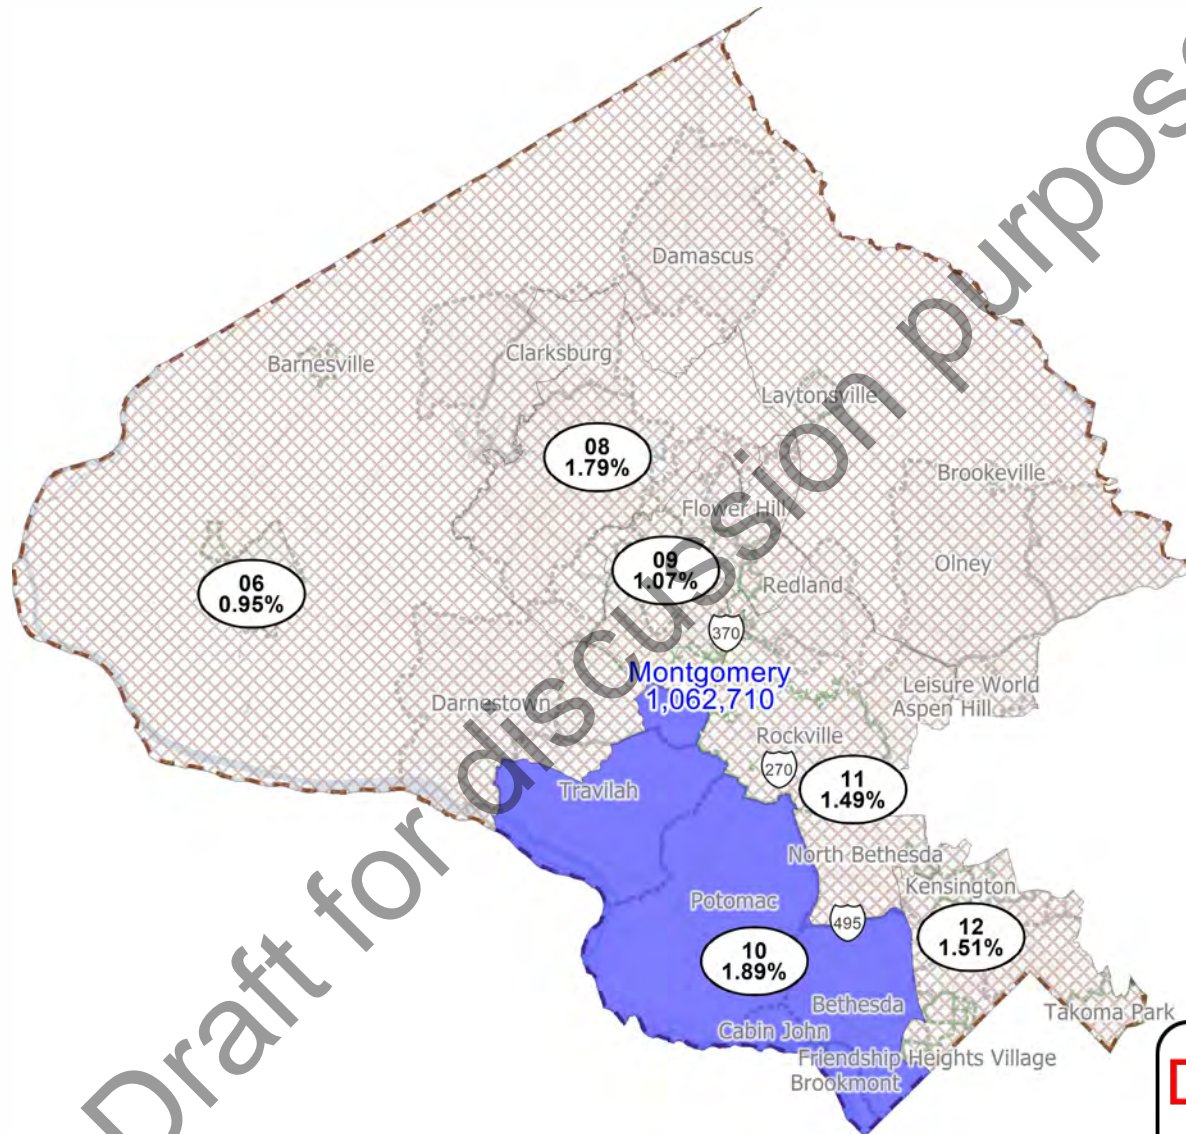 Draft for discussion purpos
Damascus
Barnesville
Clarksburg
Laytonsville
08
1.79%
Brookeville
Flower Hill
09
1.07%
Olney
06
0.95%
Redland
370
Montgomery
1,062,710
Leisure World
Darnestown
Aspen Hill
Rockville
270
11
1.49%
Travilah
North Bethesda
Kensington
Potomac
495
12
1.51%
10
1.89%
Bethesda
Takoma Park
Cabin John
Friendship Heights Village
Brookmont